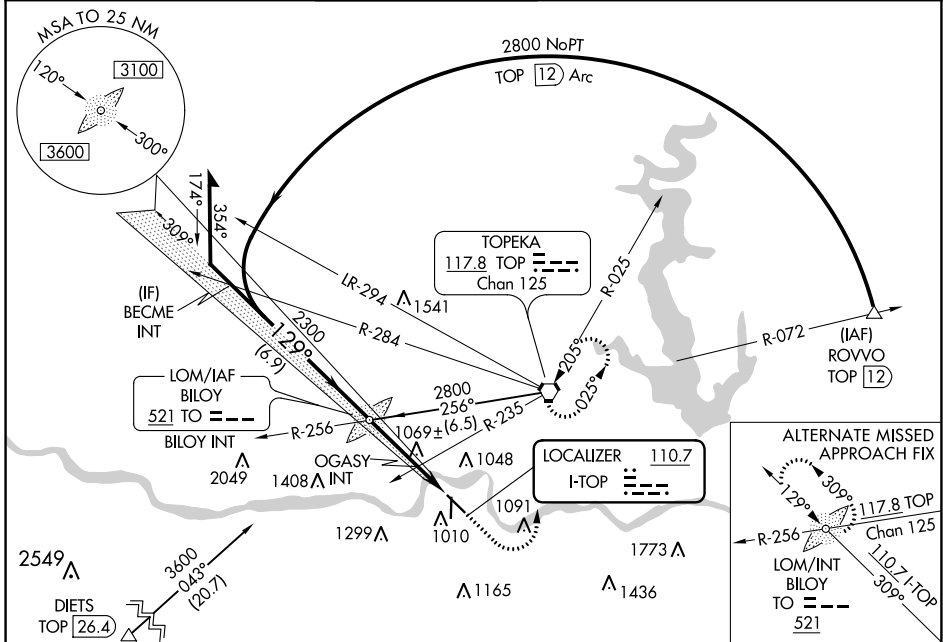 MSA TO 25 NM
120°
3100
3600
300°
2800 NoPT
TOP 12 Arc
174°
354°
309°
TOPEKA
117.8 TOP
Chan 125
R-025
LR-294
1541
(IF)
BECME
INT
2300
129°
(6.9)
R-284
205°
025°
R-072
(IAF)
ROVVO
TOP 12
LOM/IAF
BILOY
521 TO
BILOY INT
R-256
2800
256°
(6.5)
R-235
1069±
OGASY
INT
2049
1408
1048
LOCALIZER 110.7
I-TOP
1299
1010
1091
1773
1165
1436
2549
3600
043°
(20.7)
DIETS
TOP 26.4
ALTERNATE MISSED
APPROACH FIX
129°
309°
117.8 TOP
Chan 125
R-256
110.7 I-TOP
309°
LOM/INT
BILOY
TO
521